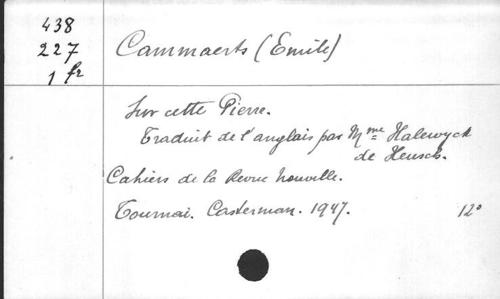 438
227
1 fr
Cammaerts (Emile)
Sur cette Pierre.
Traduit de l'anglais par Mme Halewyck
de Heusch.
Cahiers de la Revue nouvelle.
Tournai. Casterman. 1947.
12°